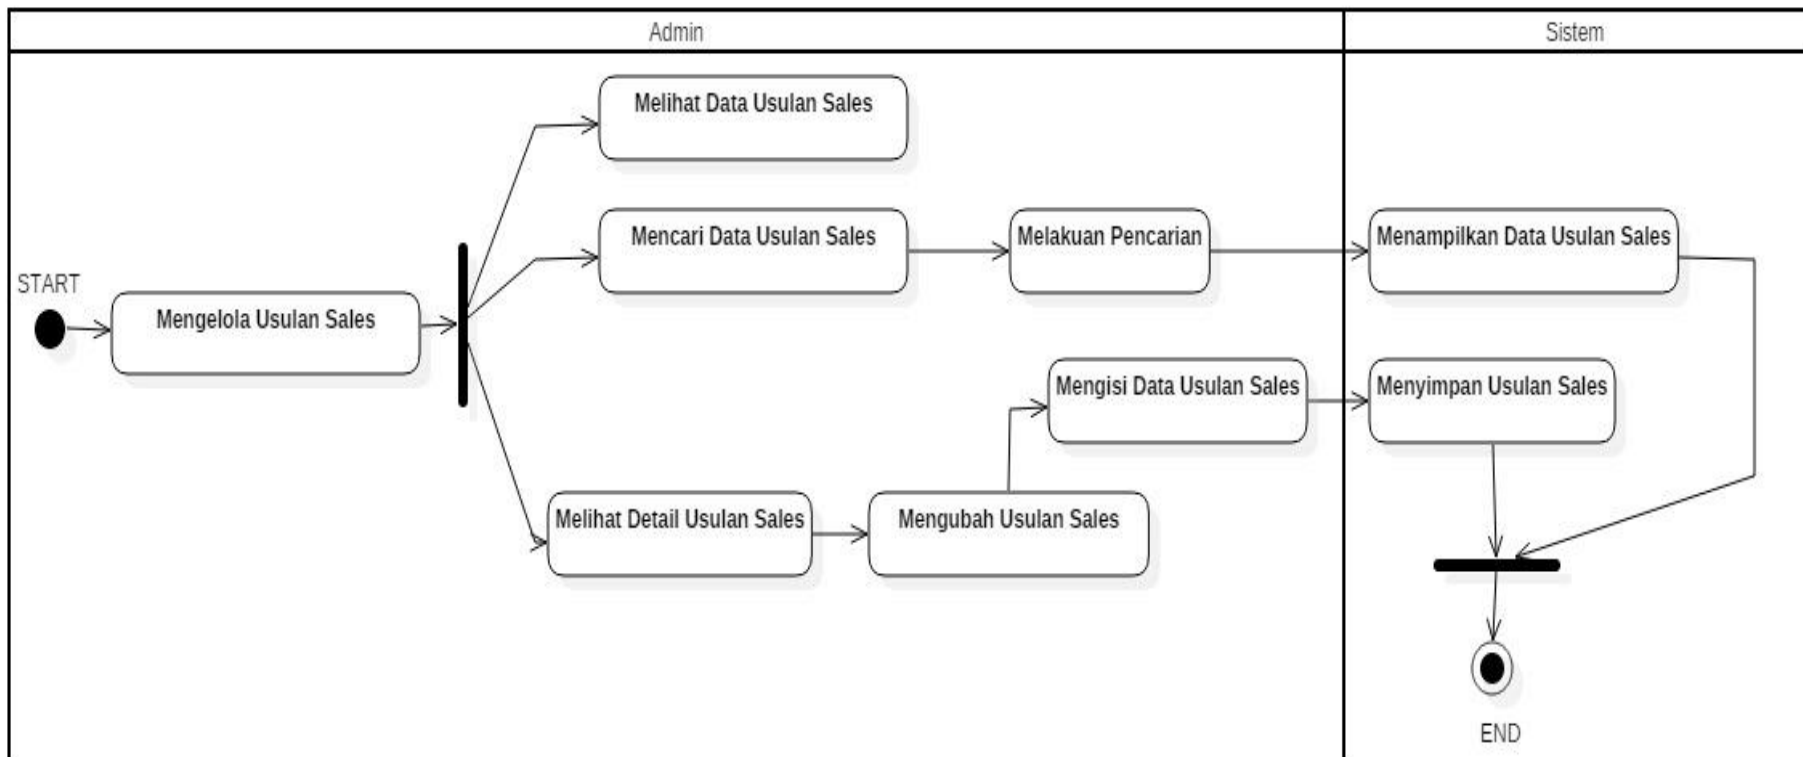 Admin
Sistem
Melihat Data Usulan Sales
Mencari Data Usulan Sales
Melakuan Pencarian
Menampilkan Data Usulan Sales
START
Mengelola Usulan Sales
Mengisi Data Usulan Sales
Menyimpan Usulan Sales
Melihat Detail Usulan Sales
Mengubah Usulan Sales
END